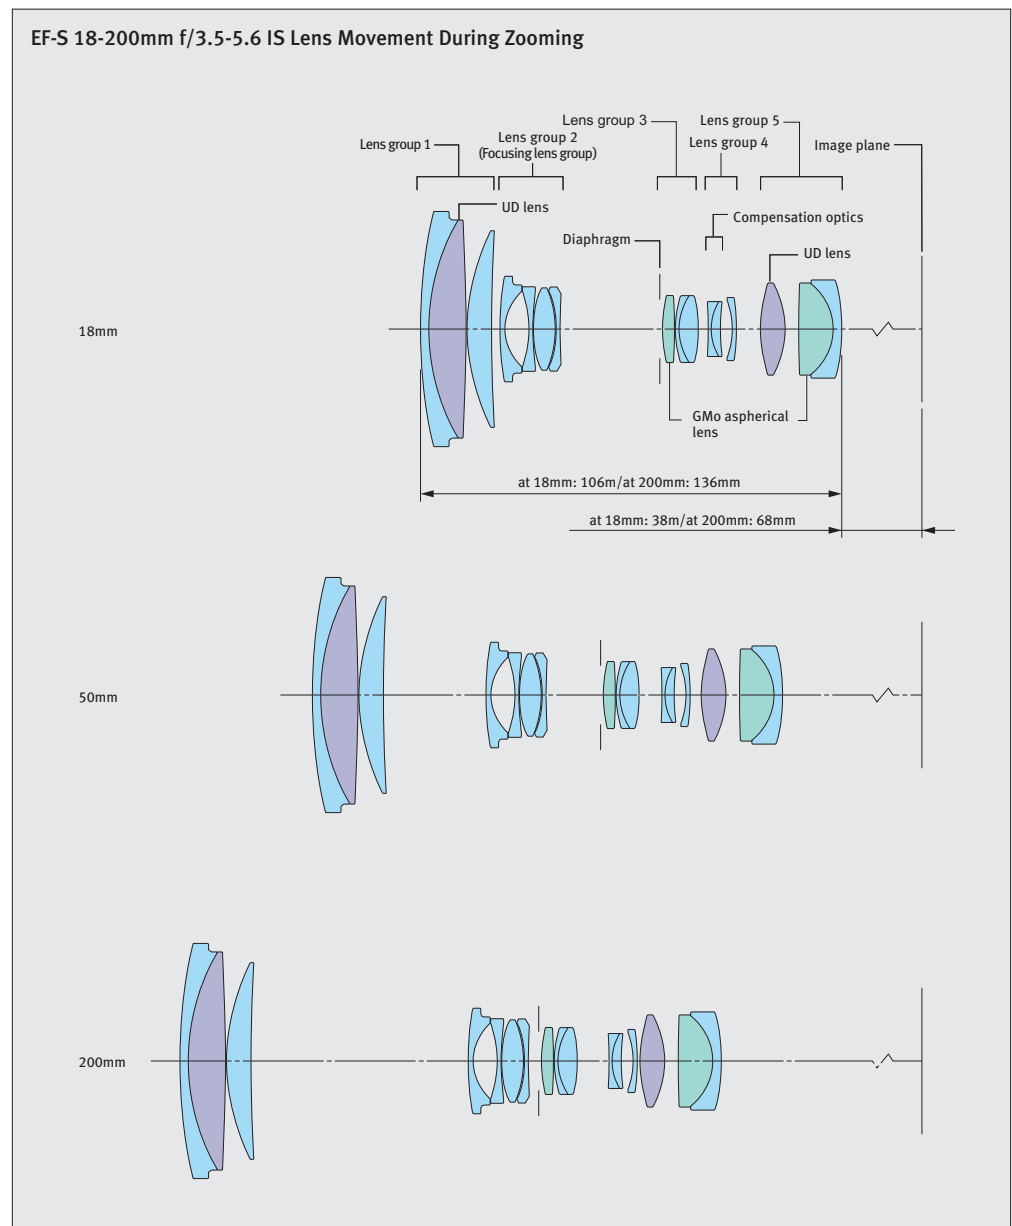 EF-S 18-200mm f/3.5-5.6 IS Lens Movement During Zooming
Lens group 3
Lens group 5
Lens group 1
Lens group 2
(Focusing lens group)
Lens group 4
Image plane
UD lens
Compensation optics
Diaphragm
UD lens
18mm
GMo aspherical
lens
at 18mm: 106m/at 200mm: 136mm
at 18mm: 38m/at 200mm: 68mm
50mm
200mm